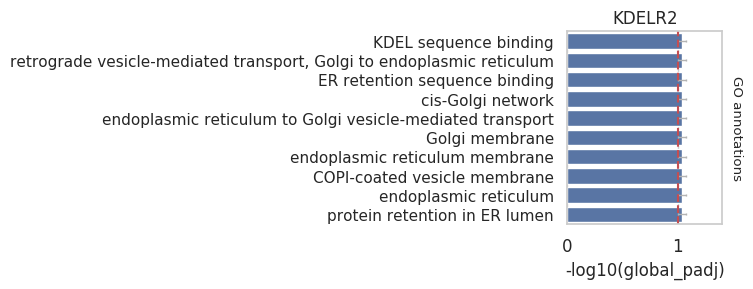 KDELR2
KDEL sequence binding
retrograde vesicle-mediated transport, Golgi to endoplasmic reticulum
ER retention sequence binding
cis-Golgi network
endoplasmic reticulum to Golgi vesicle-mediated transport
Golgi membrane
endoplasmic reticulum membrane
COPI-coated vesicle membrane
endoplasmic reticulum
protein retention in ER lumen
GO annotations
0 1
-log10(global_padj)